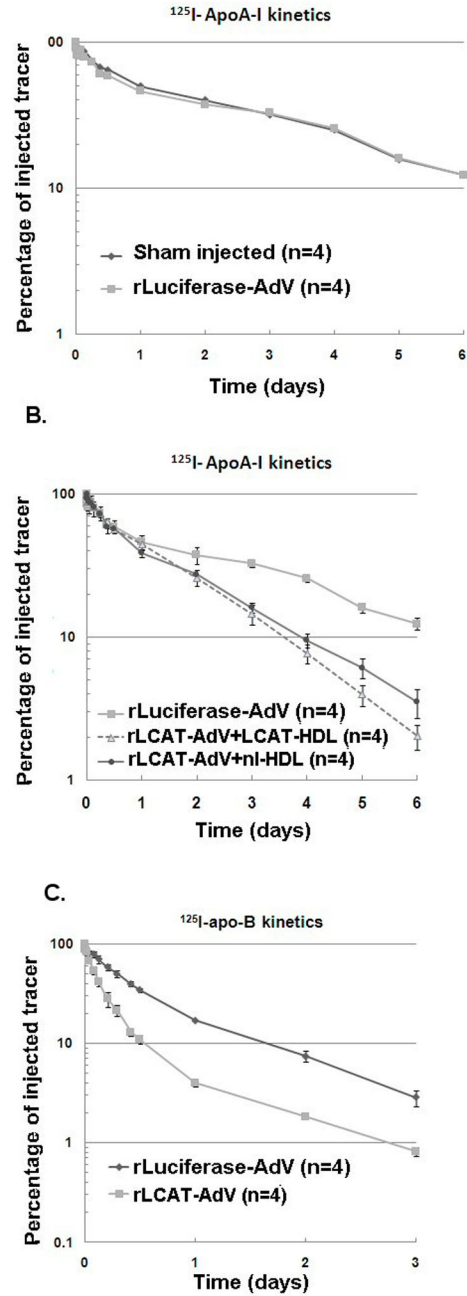 ¹²⁵I- ApoA-I kinetics
00
10
1
Percentage of injected tracer
Sham injected (n=4)
rLuciferase-AdV (n=4)
0 1 2 3 4 5 6
Time (days)
B.
¹²⁵I- ApoA-I kinetics
100
10
1
Percentage of injected tracer
rLuciferase-AdV (n=4)
rLCAT-AdV+LCAT-HDL (n=4)
rLCAT-AdV+nl-HDL (n=4)
0 1 2 3 4 5 6
Time (days)
C.
¹²⁵I-apo-B kinetics
100
10
1
0.1
Percentage of injected tracer
rLuciferase-AdV (n=4)
rLCAT-AdV (n=4)
0 1 2 3
Time (days)